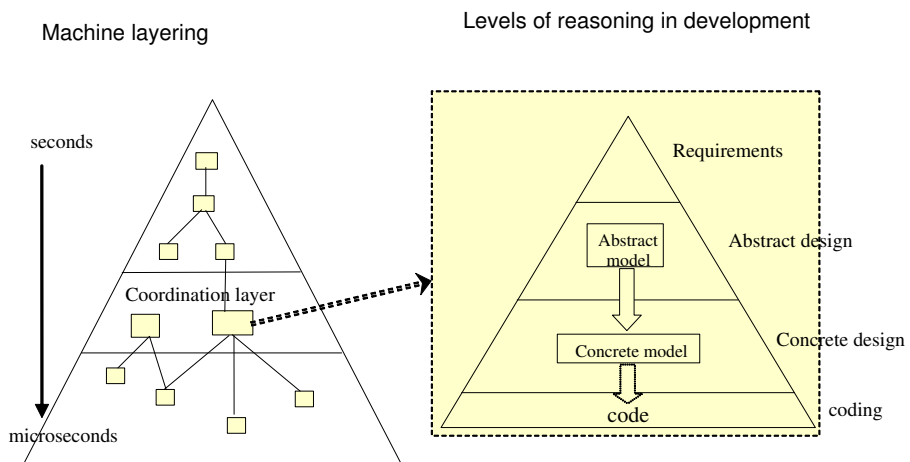 Machine layering
Levels of reasoning in development
seconds
Coordination layer
microseconds
Requirements
Abstract
model
Abstract design
Concrete model
Concrete design
code
coding